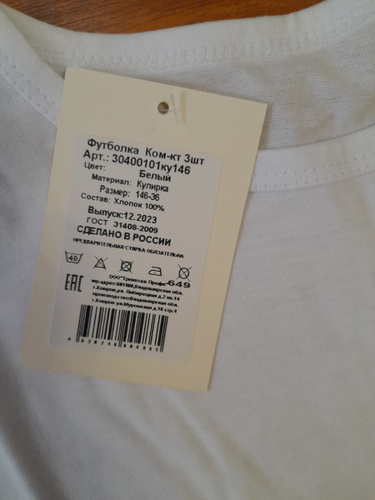 Футболка Ком-кт 3шт
Арт.: 30400101ку146
Цвет: Белый
Материал: Кулирка
Размер: 146-36
Состав: Хлопок 100%
Выпуск:12.2023
ГОСТ 31408-2009
СДЕЛАНО В РОССИИ
ПРЕДВАРИТЕЛЬНАЯ СТИРКА ОБЯЗАТЕЛЬНА
40
EAC
649